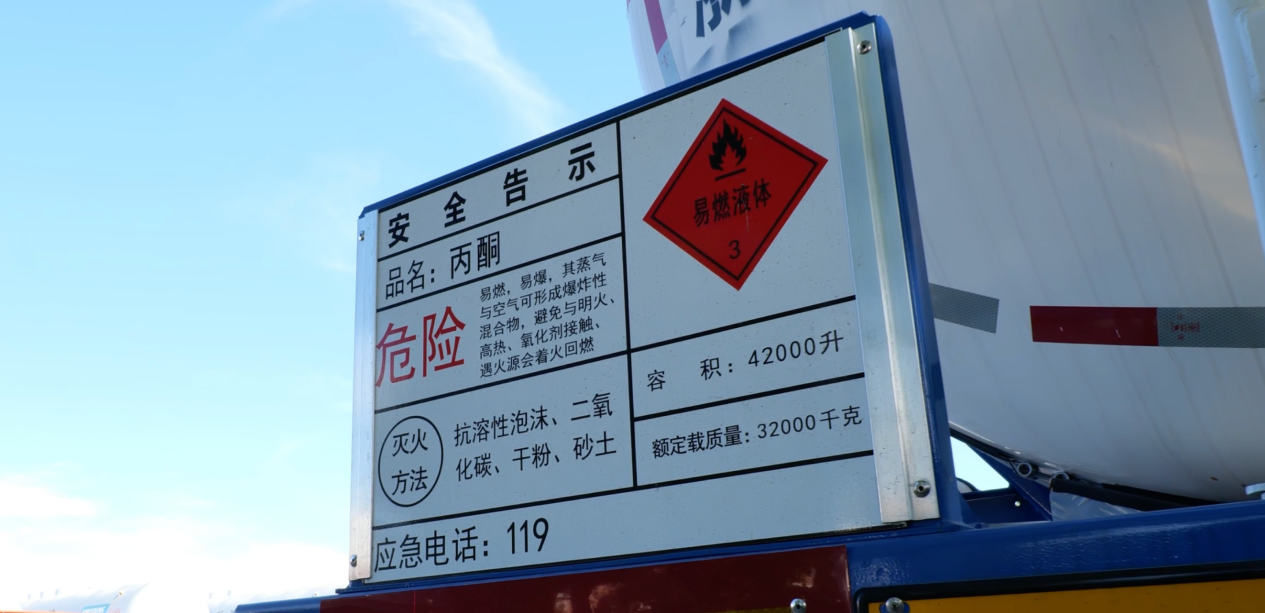 安全告示
品名：丙酮
危险
易燃，易爆，其蒸气
与空气可形成爆炸性
混合物，避免与明火、
高热、氧化剂接触、
遇火源会着火回燃
灭火
方法
抗溶性泡沫、二氧
化碳、干粉、砂土
易燃液体
3
容 积：42000升
额定载质量：32000千克
应急电话：119